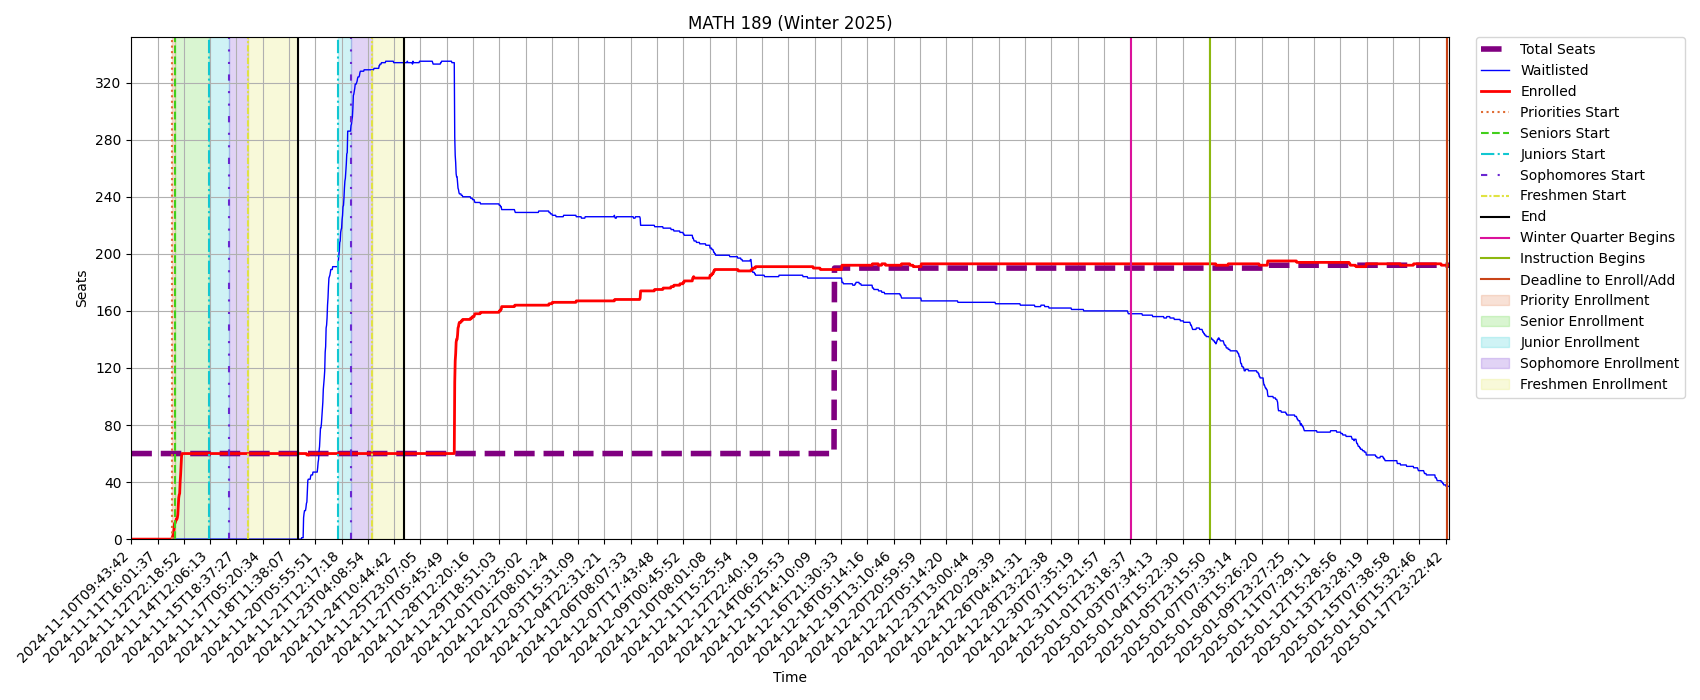 MATH 189 (Winter 2025)
Seats
320
280
240
200
160
120
80
40
0
2024-11-10T09:43:42
2024-11-11T16:01:37
2024-11-12T22:18:52
2024-11-14T12:06:13
2024-11-15T18:37:27
2024-11-17T05:20:34
2024-11-18T11:38:07
2024-11-20T05:55:51
2024-11-21T12:17:18
2024-11-23T04:08:54
2024-11-24T10:44:42
2024-11-25T23:07:05
2024-11-27T05:45:49
2024-11-28T12:20:16
2024-11-29T18:51:03
2024-12-01T01:25:02
2024-12-02T08:01:24
2024-12-03T15:31:09
2024-12-04T22:31:21
2024-12-06T08:07:33
2024-12-07T17:43:48
2024-12-09T00:45:52
2024-12-10T08:01:08
2024-12-11T15:25:54
2024-12-12T22:40:19
2024-12-14T06:25:53
2024-12-15T14:10:09
2024-12-16T21:30:33
2024-12-18T05:14:16
2024-12-19T13:10:46
2024-12-20T20:59:59
2024-12-22T05:14:20
2024-12-23T13:00:44
2024-12-24T20:29:39
2024-12-26T04:41:31
2024-12-28T23:22:38
2024-12-30T07:35:19
2024-12-31T15:21:57
2025-01-01T23:18:37
2025-01-03T07:34:13
2025-01-04T15:22:30
2025-01-05T23:15:50
2025-01-07T07:33:14
2025-01-08T15:26:20
2025-01-09T23:27:25
2025-01-11T07:29:11
2025-01-12T15:28:56
2025-01-13T23:28:19
2025-01-15T07:38:58
2025-01-16T15:32:46
2025-01-17T23:22:42
Time
Total Seats
Waitlisted
Enrolled
Priorities Start
Seniors Start
Juniors Start
Sophomores Start
Freshmen Start
End
Winter Quarter Begins
Instruction Begins
Deadline to Enroll/Add
Priority Enrollment
Senior Enrollment
Junior Enrollment
Sophomore Enrollment
Freshmen Enrollment